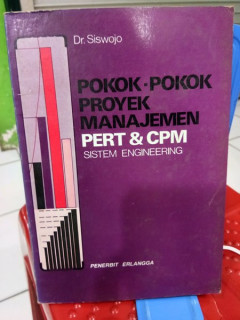 Dr. Siswojo
POKOK-POKOK
PROYEK
MANAJEMEN
PERT & CPM
SISTEM ENGINEERING
PENERBIT ERLANGGA